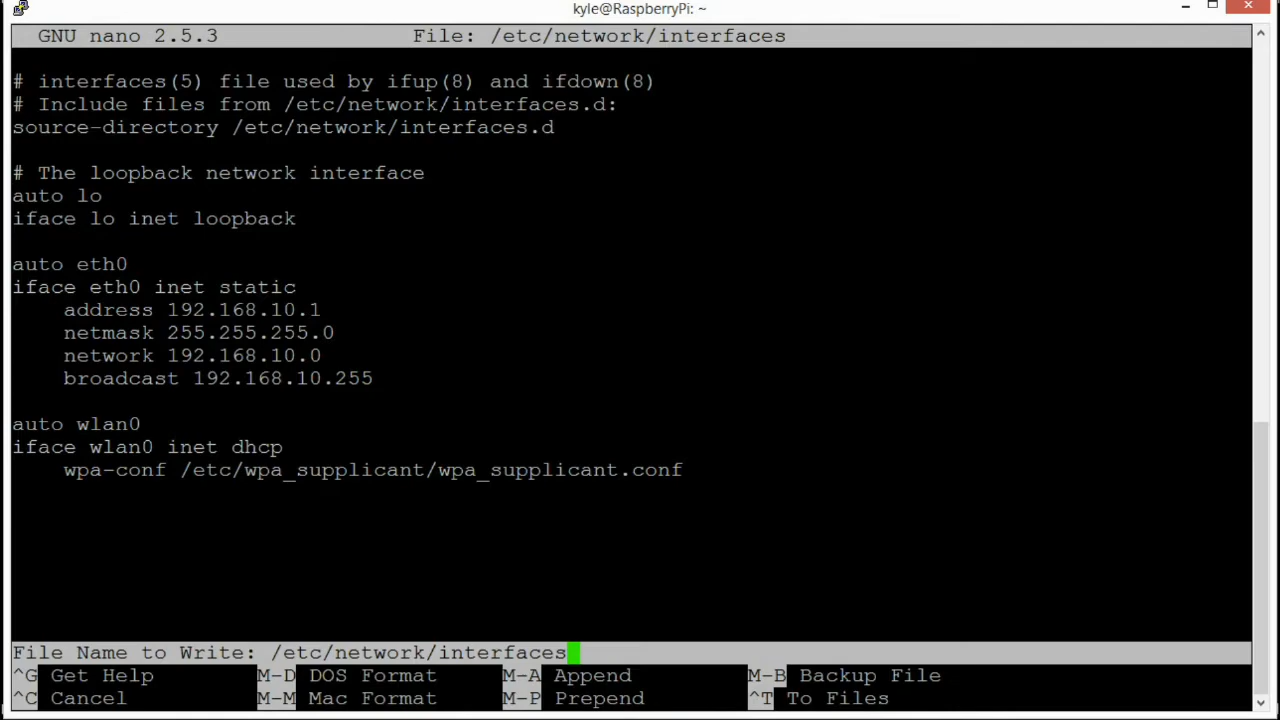 kyle@RaspberryPi: ~
GNU nano 2.5.3 File: /etc/network/interfaces
# interfaces(5) file used by ifup(8) and ifdown(8)
# Include files from /etc/network/interfaces.d:
source-directory /etc/network/interfaces.d
# The loopback network interface
auto lo
iface lo inet loopback
auto eth0
iface eth0 inet static
address 192.168.10.1
netmask 255.255.255.0
network 192.168.10.0
broadcast 192.168.10.255
auto wlan0
iface wlan0 inet dhcp
wpa-conf /etc/wpa_supplicant/wpa_supplicant.conf
File Name to Write: /etc/network/interfaces
^G Get Help M-D DOS Format M-A Append M-B Backup File
^C Cancel M-M Mac Format M-P Prepend ^T To Files